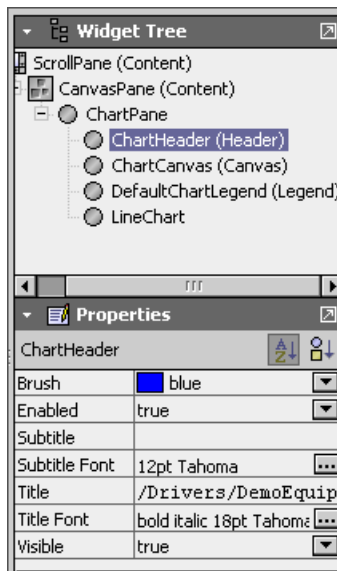 Widget Tree
ScrollPane (Content)
CanvasPane (Content)
ChartPane
ChartHeader (Header)
ChartCanvas (Canvas)
DefaultChartLegend (Legend)
LineChart
Properties
ChartHeader
Brush blue
Enabled true
Subtitle
Subtitle Font 12pt Tahoma ...
Title /Drivers/DemoEquip
Title Font bold italic 18pt Tahoma ...
Visible true